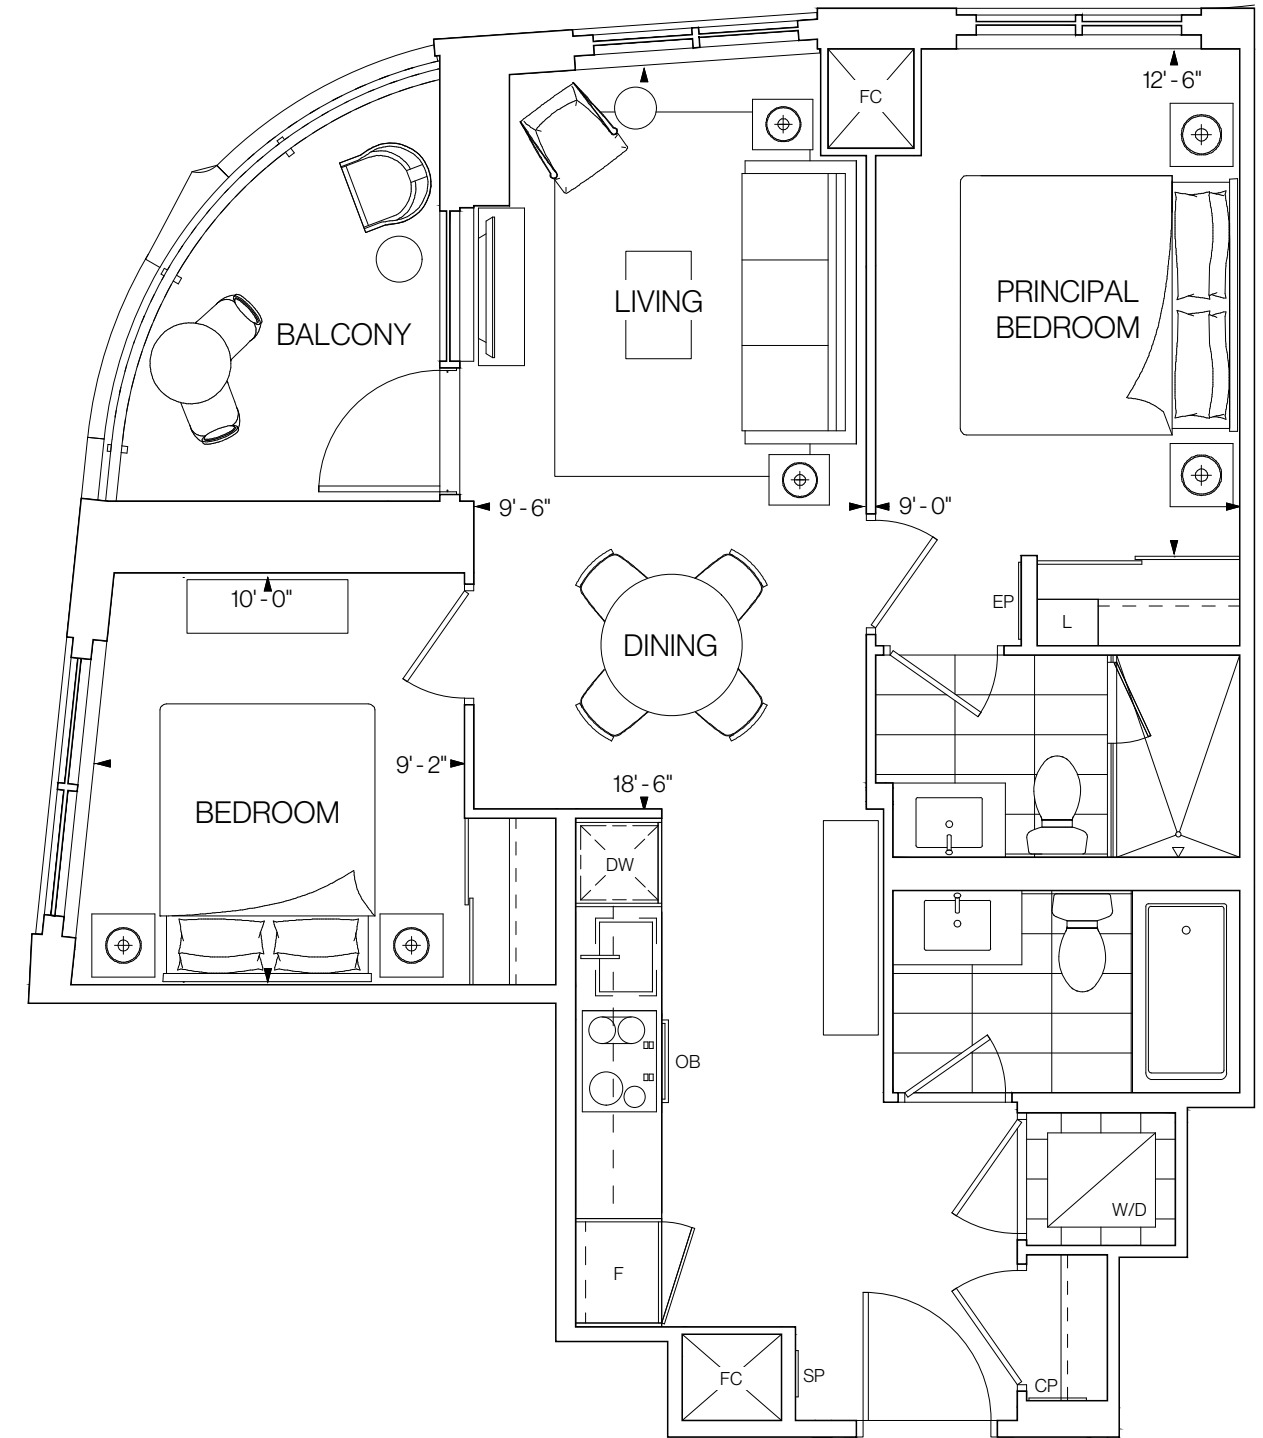 12'-6"
FC
PRINCIPAL
BEDROOM
LIVING
BALCONY
9'-6"
9'-0"
10'-0"
EP
L
DINING
9'-2"
18'-6"
BEDROOM
DW
OB
W/D
F
FC
SP
CP